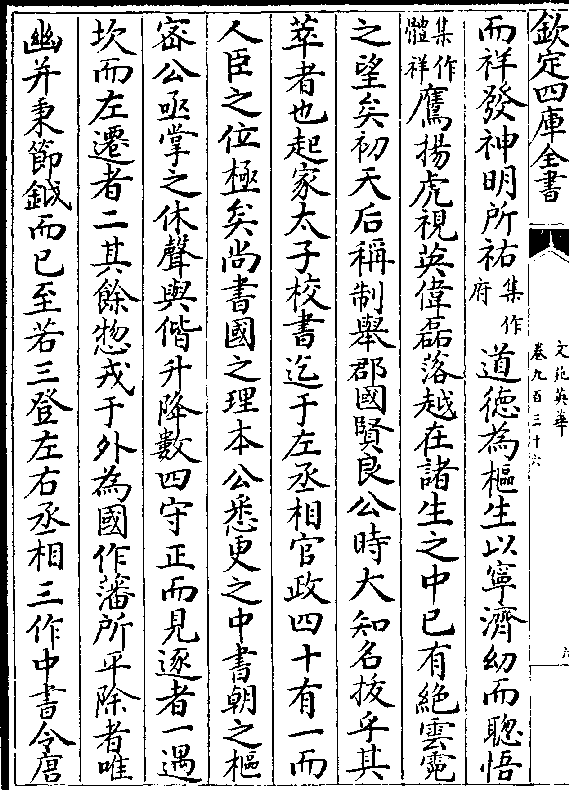 欽定四庫全書
文苑英華
卷九百三十六
而祥發神明所祐集作府道德為樞生以寧濟幼而聰悟
集作體祥鷹揚虎視英偉磊落越在諸生之中已有絕雲霓
之望矣初天后稱制舉郡國賢良公時大知名拔乎其
萃者也起家太子校書迄于左丞相官政四十有一而
人臣之位極矣尚書國之理本公悉更之中書朝之樞
密公亟掌之休聲與偕升降數四守正而見逐者一遇
坎而左遷者二其餘惣戎于外為國作藩所平除者唯
幽并秉節鉞而已至若三登左右丞相三作中書令唐